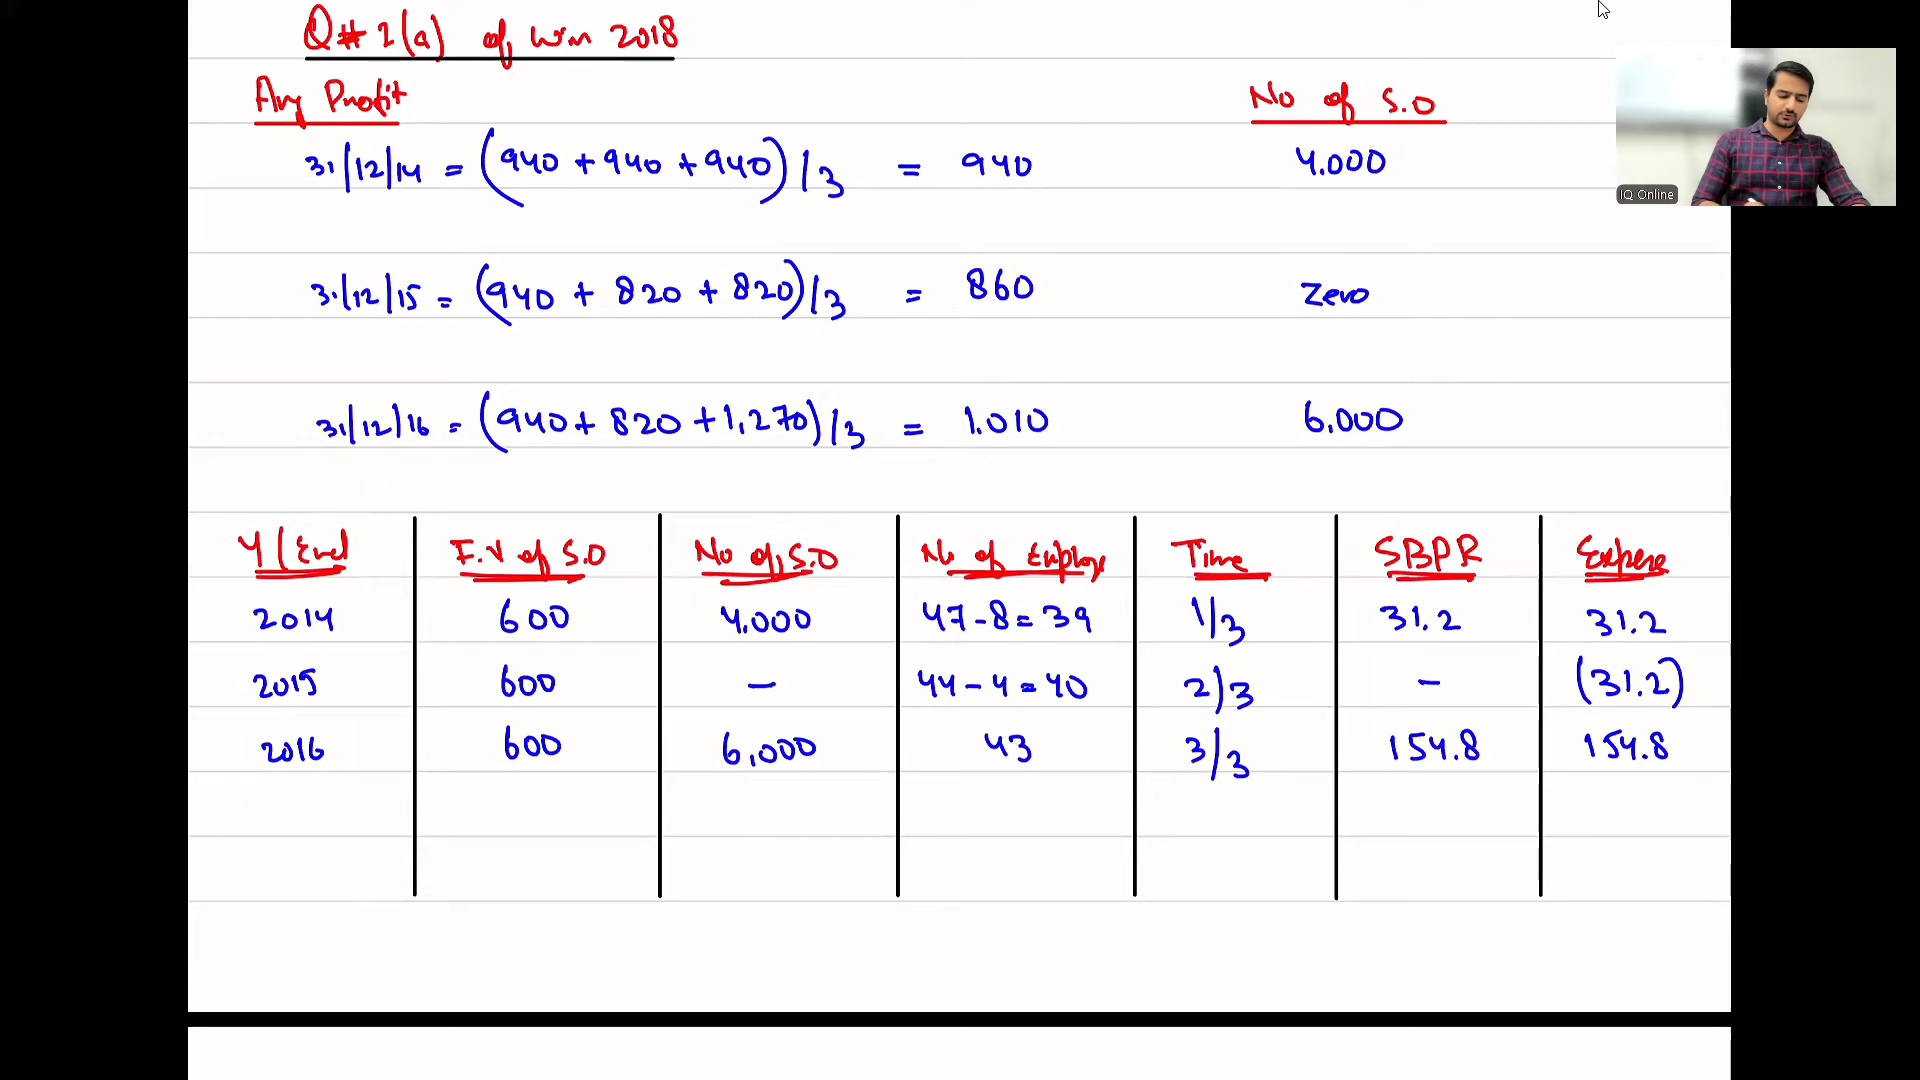 Q# 2(a) of Win 2018
Avg Profit
No of S.O
31/12/14 = (940 + 940 + 940)/3 = 940
4.000
31/12/15 = (940 + 820 + 820)/3 = 860
Zero
31/12/16 = (940 + 820 + 1,270)/3 = 1.010
6.000
Y/End F.V of S.O No of S.O No of Employ Time SBPR Expense
2014 600 4.000 47-8=39 1/3 31.2 31.2
2015 600 — 44-4=40 2/3 — (31.2)
2016 600 6,000 43 3/3 154.8 154.8
IQ Online